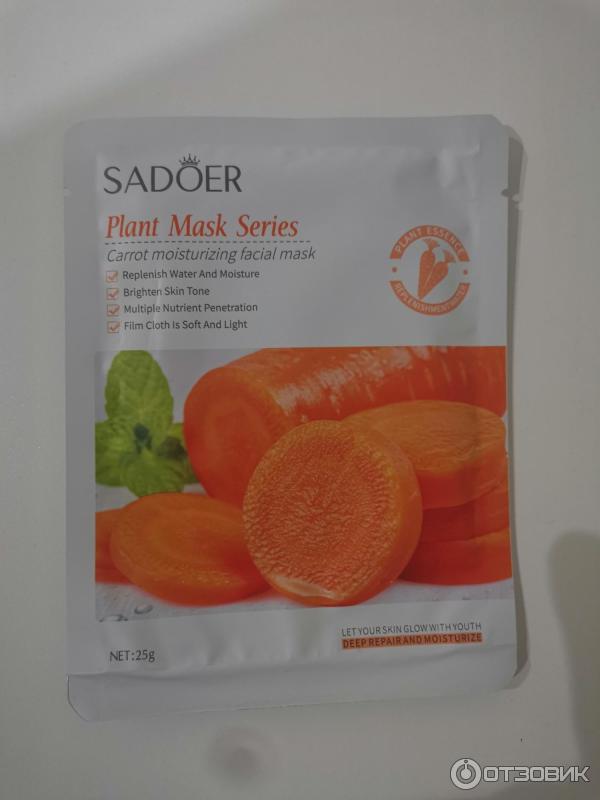 SADOER
Plant Mask Series
Carrot moisturizing facial mask
Replenish Water And Moisture
Brighten Skin Tone
Multiple Nutrient Penetration
Film Cloth Is Soft And Light
PLANT ESSENCE
REPLENISHMENT
LET YOUR SKIN GLOW WITH YOUTH
DEEP REPAIR AND MOISTURIZE
NET:25g
ОТЗОВИК